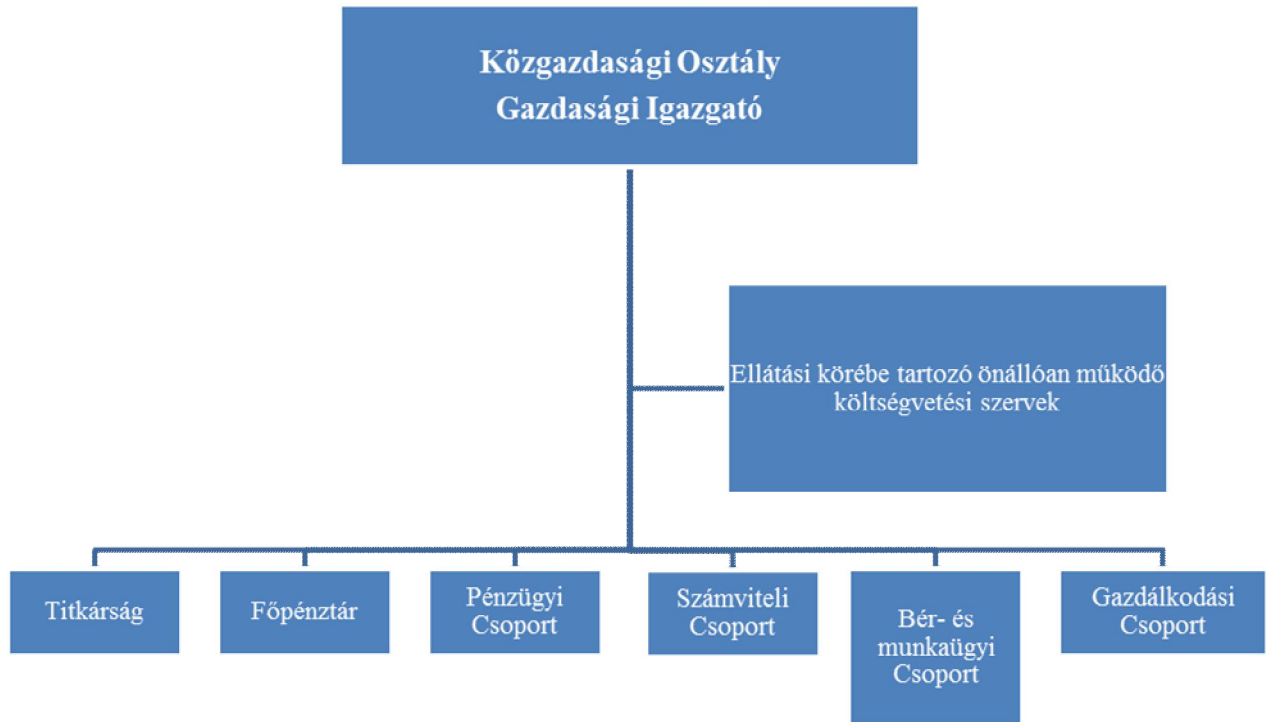 Közgazdasági Osztály
Gazdasági Igazgató
Ellátási körébe tartozó önállóan működő
költségvetési szervek
Titkárság
Főpénztár
Pénzügyi
Csoport
Számviteli
Csoport
Bér- és
munkaügyi
Csoport
Gazdálkodási
Csoport